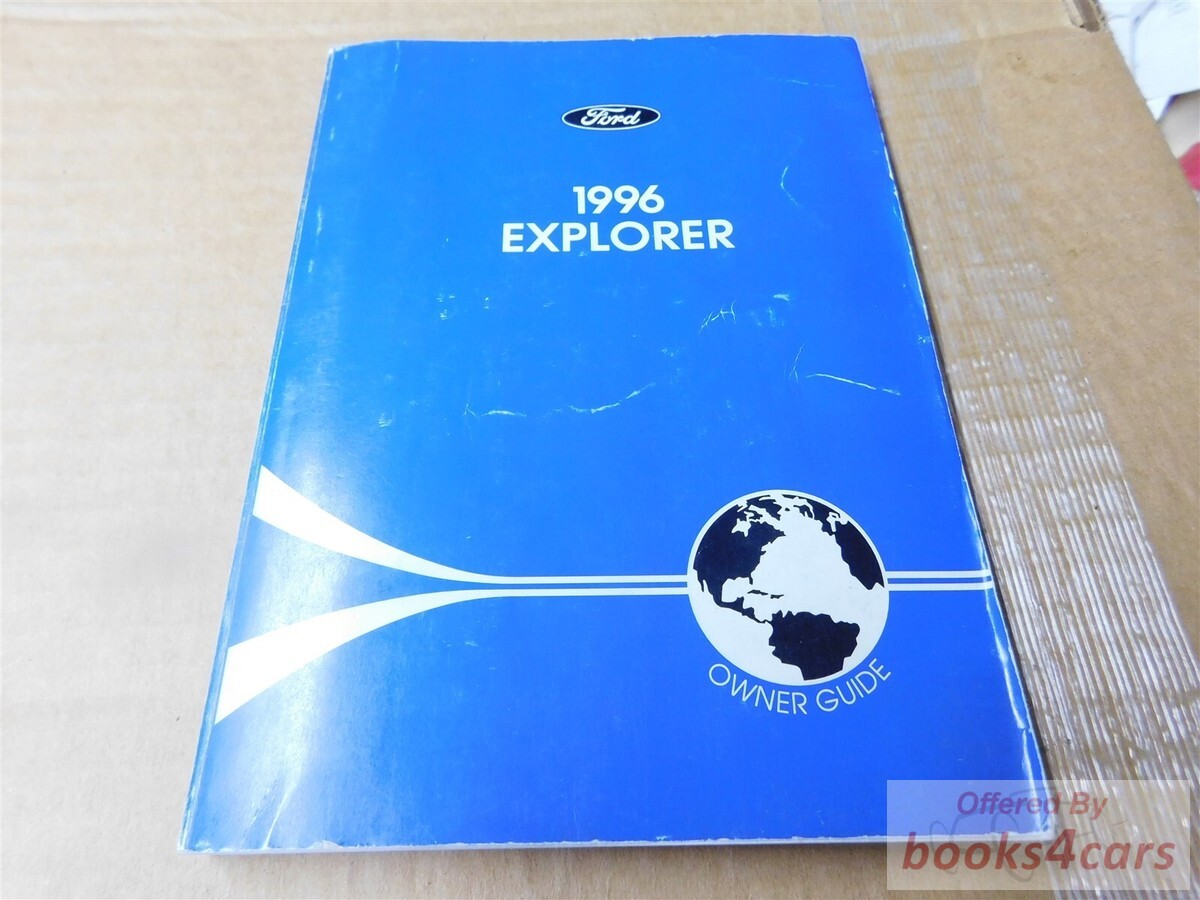 Ford
1996
EXPLORER
OWNER GUIDE
Offered By
books4cars